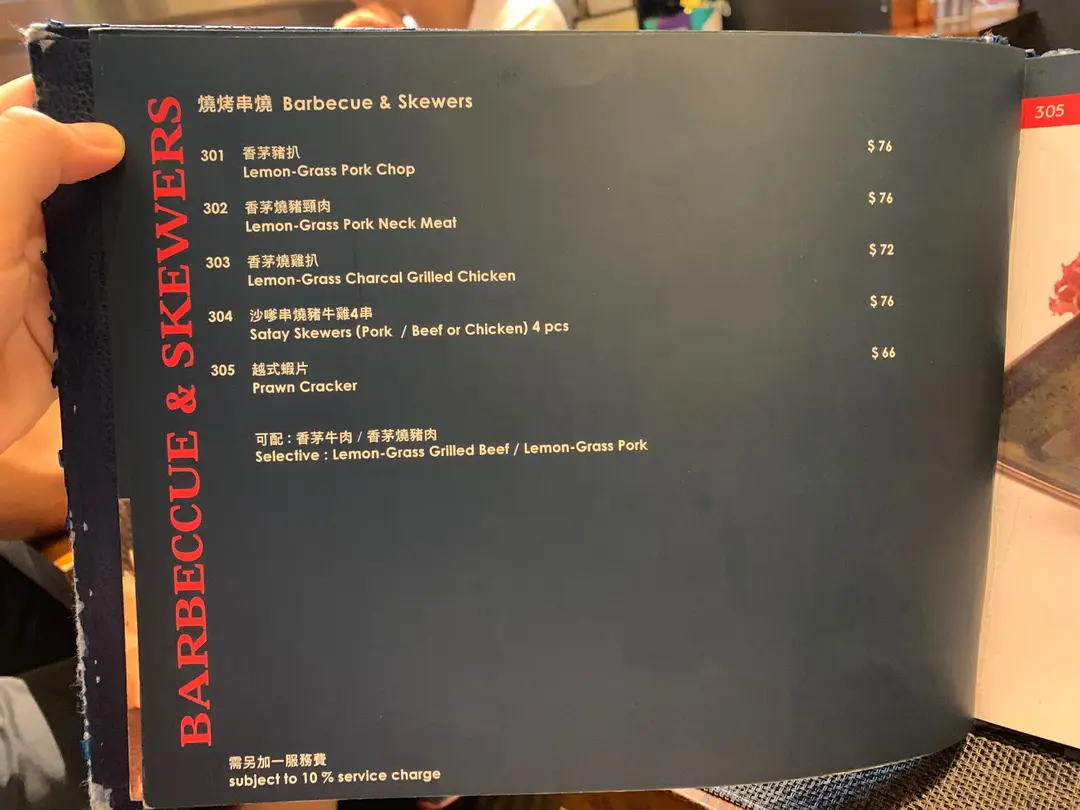 BARBECCUE & SKEWERS
燒烤串燒 Barbecue & Skewers
301 香茅豬扒 $ 76
Lemon-Grass Pork Chop
302 香茅燒豬頸肉 $ 76
Lemon-Grass Pork Neck Meat
303 香茅燒雞扒 $ 72
Lemon-Grass Charcal Grilled Chicken
304 沙嗲串燒豬牛雞4串 $ 76
Satay Skewers (Pork / Beef or Chicken) 4 pcs
305 越式蝦片 $ 66
Prawn Cracker
可配：香茅牛肉 / 香茅燒豬肉
Selective : Lemon-Grass Grilled Beef / Lemon-Grass Pork
需另加一服務費
subject to 10 % service charge
305